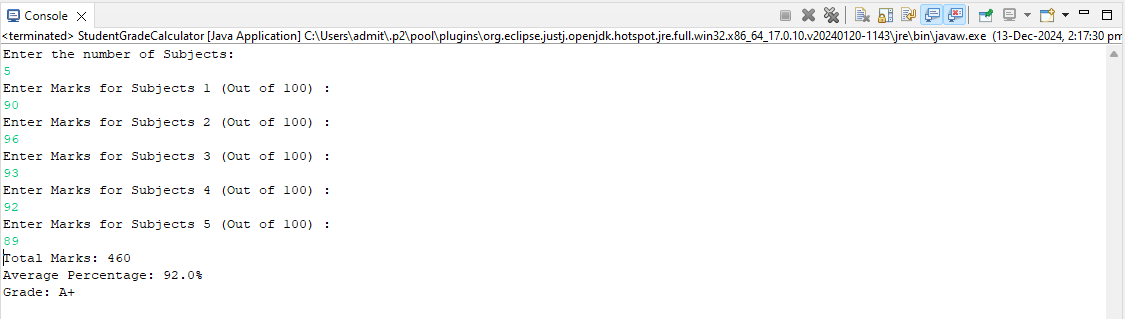 Console
<terminated> StudentGradeCalculator [Java Application] C:\Users\admit\.p2\pool\plugins\org.eclipse.justj.openjdk.hotspot.jre.full.win32.x86_64_17.0.10.v20240120-1143\jre\bin\javaw.exe (13-Dec-2024, 2:17:30 pm
Enter the number of Subjects:
5
Enter Marks for Subjects 1 (Out of 100) :
90
Enter Marks for Subjects 2 (Out of 100) :
96
Enter Marks for Subjects 3 (Out of 100) :
93
Enter Marks for Subjects 4 (Out of 100) :
92
Enter Marks for Subjects 5 (Out of 100) :
89
Total Marks: 460
Average Percentage: 92.0%
Grade: A+